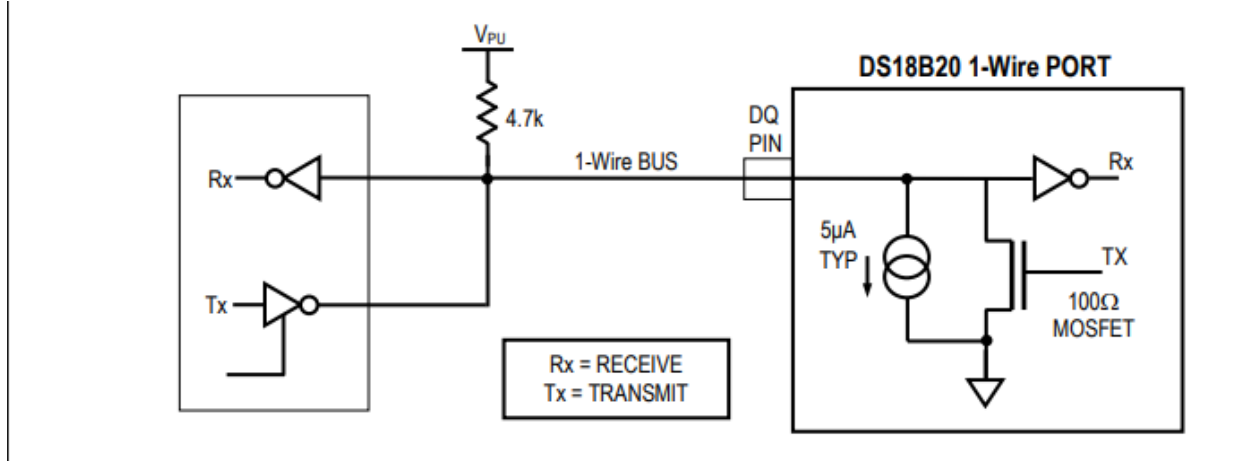 V_PU
DS18B20 1-Wire PORT
4.7k
DQ
PIN
1-Wire BUS
Rx
Rx
5µA
TYP
TX
Tx
100Ω
MOSFET
Rx = RECEIVE
Tx = TRANSMIT